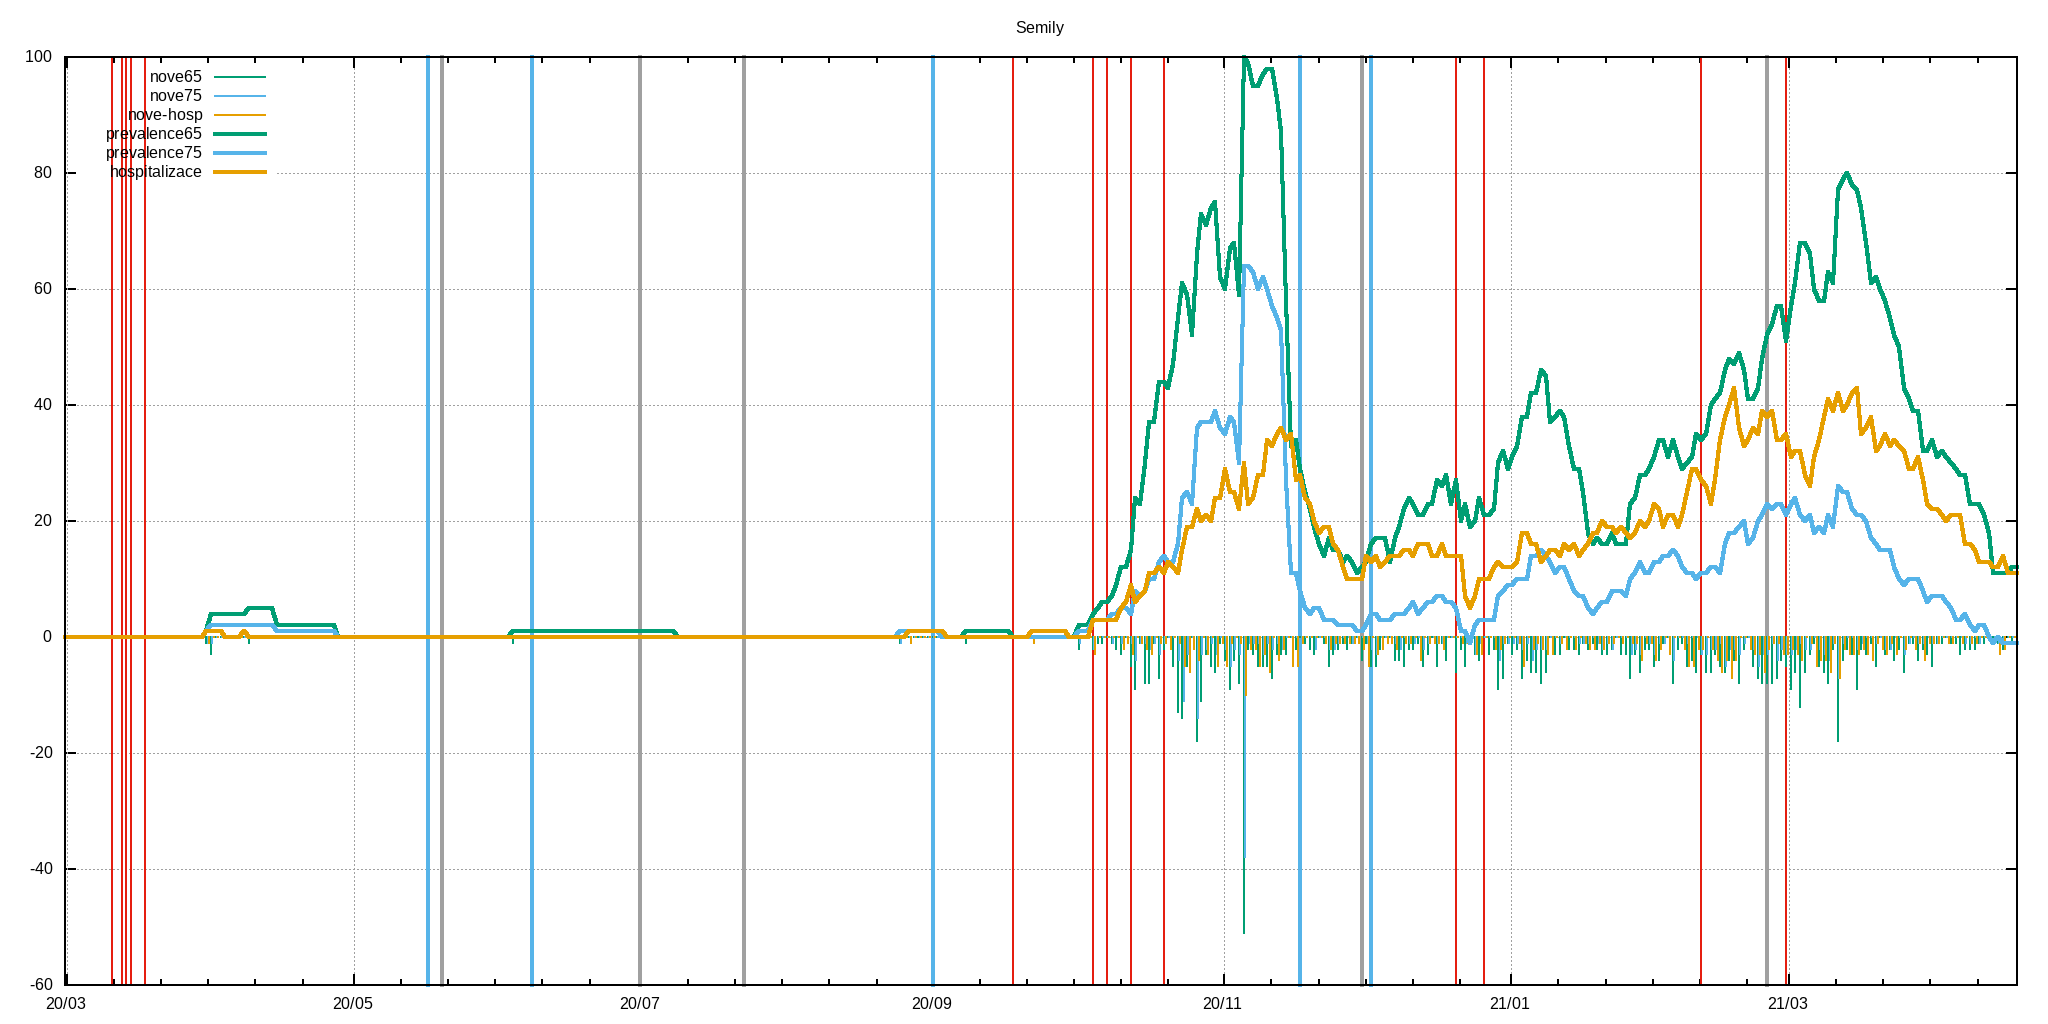 Semily
100
80
60
40
20
0
-20
-40
-60
nove65
nove75
nove-hosp
prevalence65
prevalence75
hospitalizace
20/03 20/05 20/07 20/09 20/11 21/01 21/03